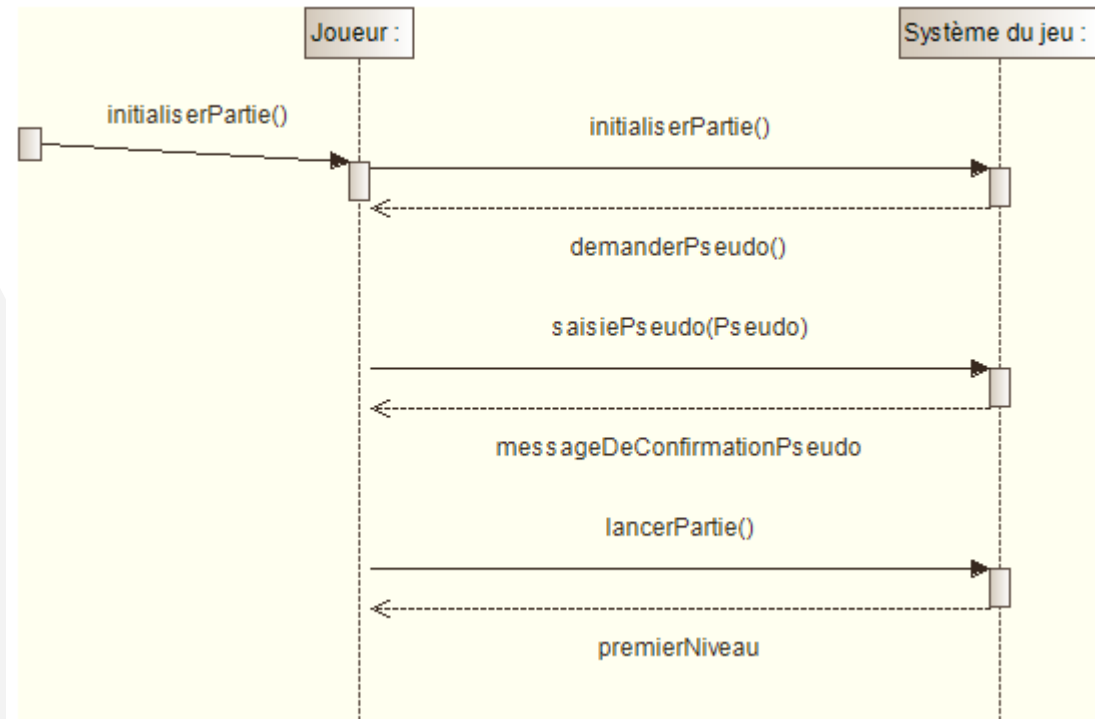 Joueur :
Système du jeu :
initialiserPartie()
initialiserPartie()
demanderPseudo()
saisiePseudo(Pseudo)
messageDeConfirmationPseudo
lancerPartie()
premierNiveau